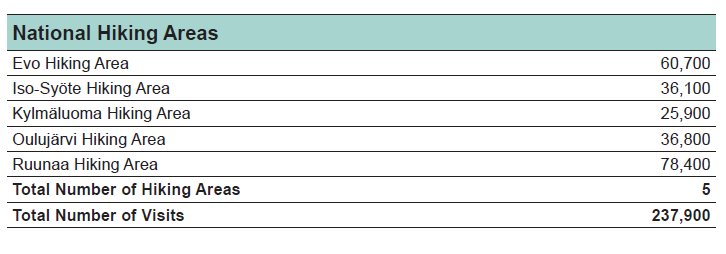 National Hiking Areas
Evo Hiking Area 60,700
Iso-Syöte Hiking Area 36,100
Kylmäluoma Hiking Area 25,900
Oulujärvi Hiking Area 36,800
Ruunaa Hiking Area 78,400
Total Number of Hiking Areas 5
Total Number of Visits 237,900